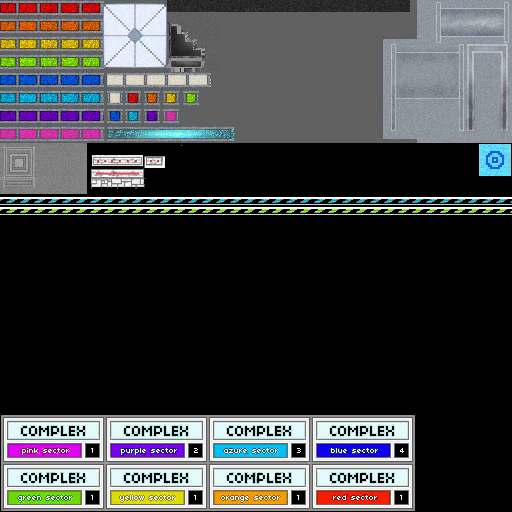 COMPLEX COMPLEX COMPLEX COMPLEX
pink sector 1 purple sector 2 azure sector 3 blue sector 4
COMPLEX COMPLEX COMPLEX COMPLEX
green sector 1 yellow sector 1 orange sector 1 red sector 1